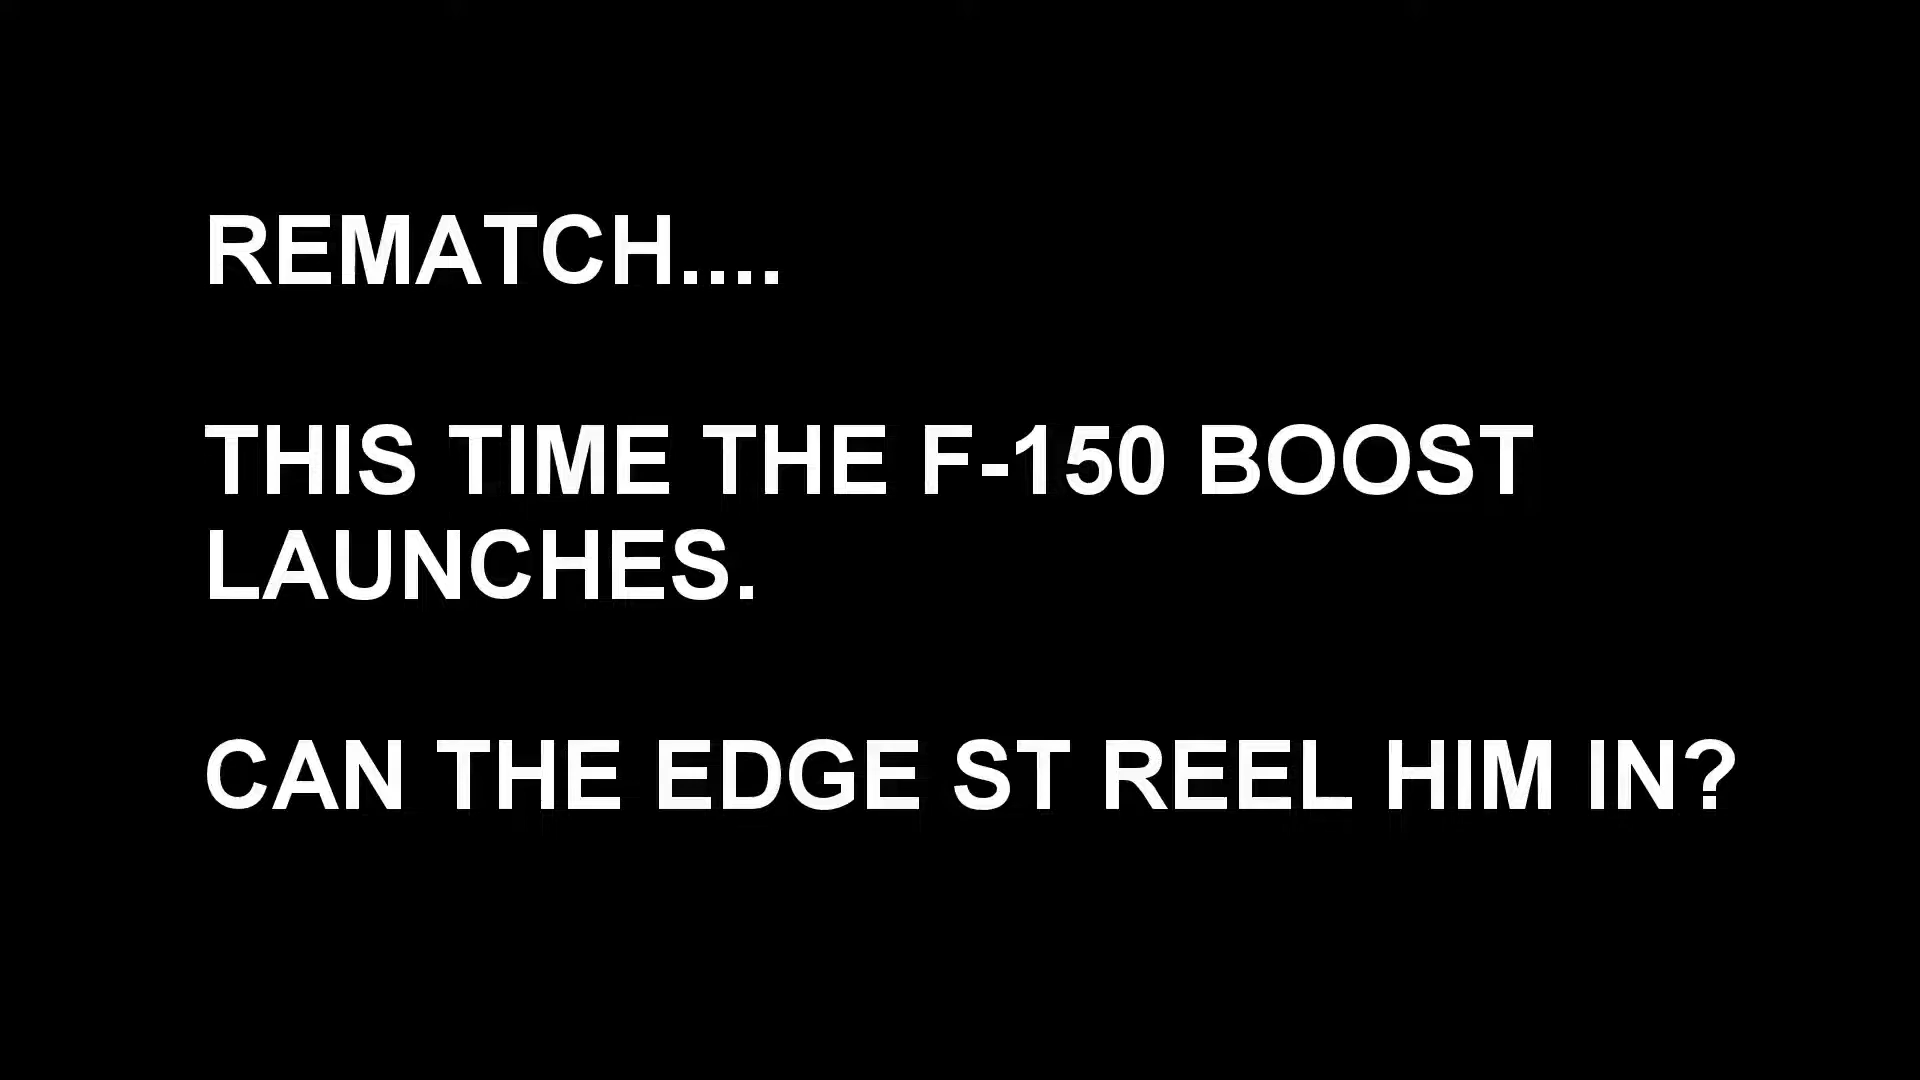 REMATCH....
THIS TIME THE F-150 BOOST
LAUNCHES.
CAN THE EDGE ST REEL HIM IN?